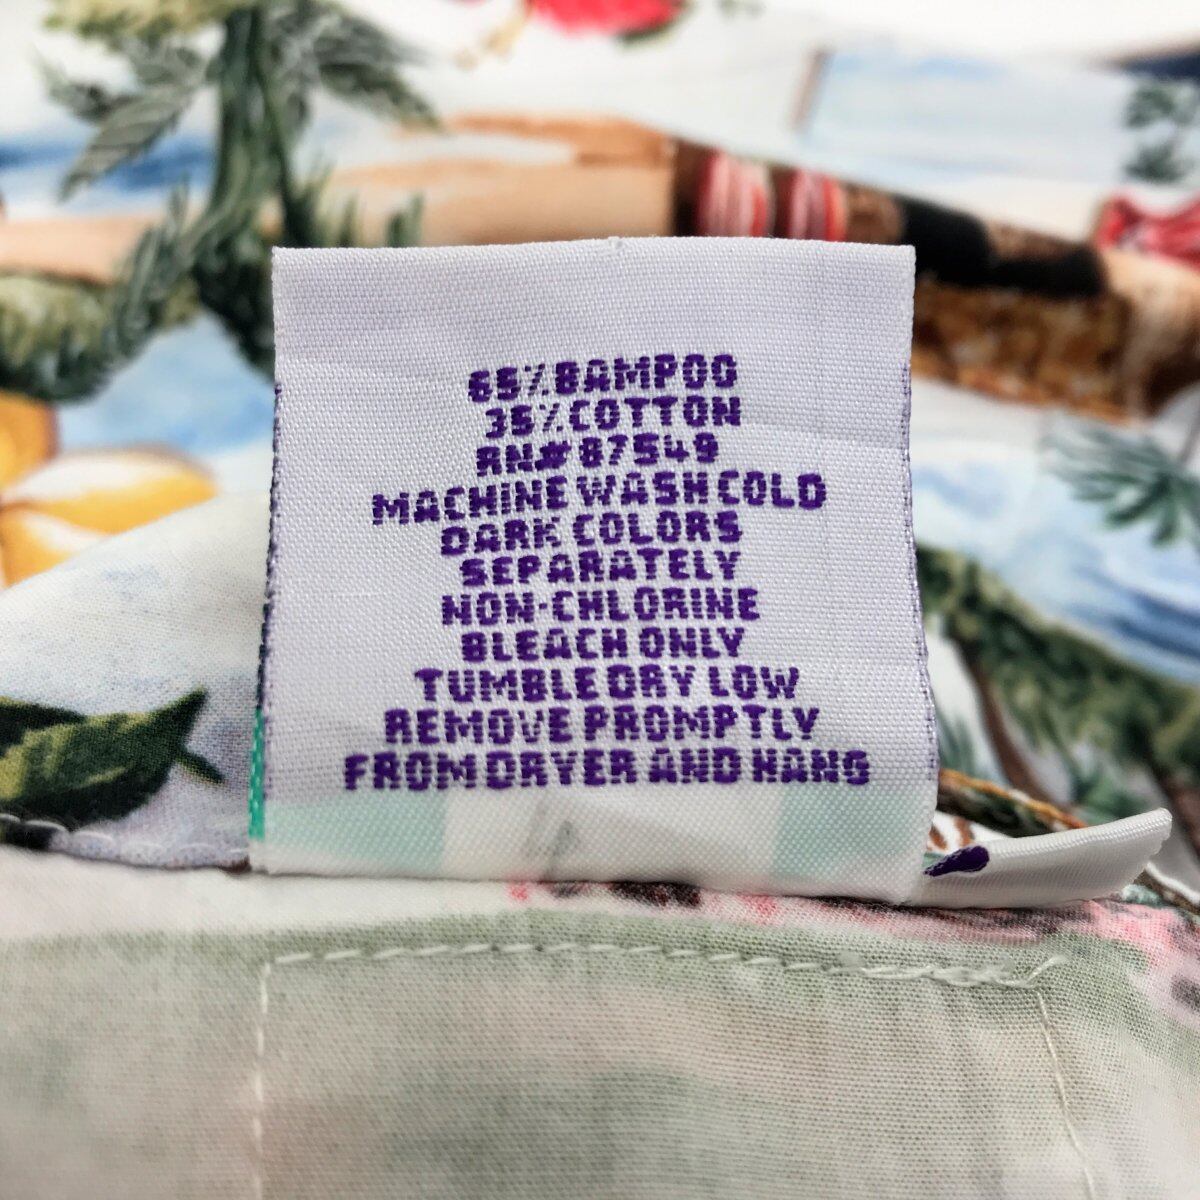 65%BAMPOO
35%COTTON
RN# 87549
MACHINE WASH COLD
DARK COLORS
SEPARATELY
NON-CHLORINE
BLEACH ONLY
TUMBLE DRY LOW
REMOVE PROMPTLY
FROM DRYER AND HANG